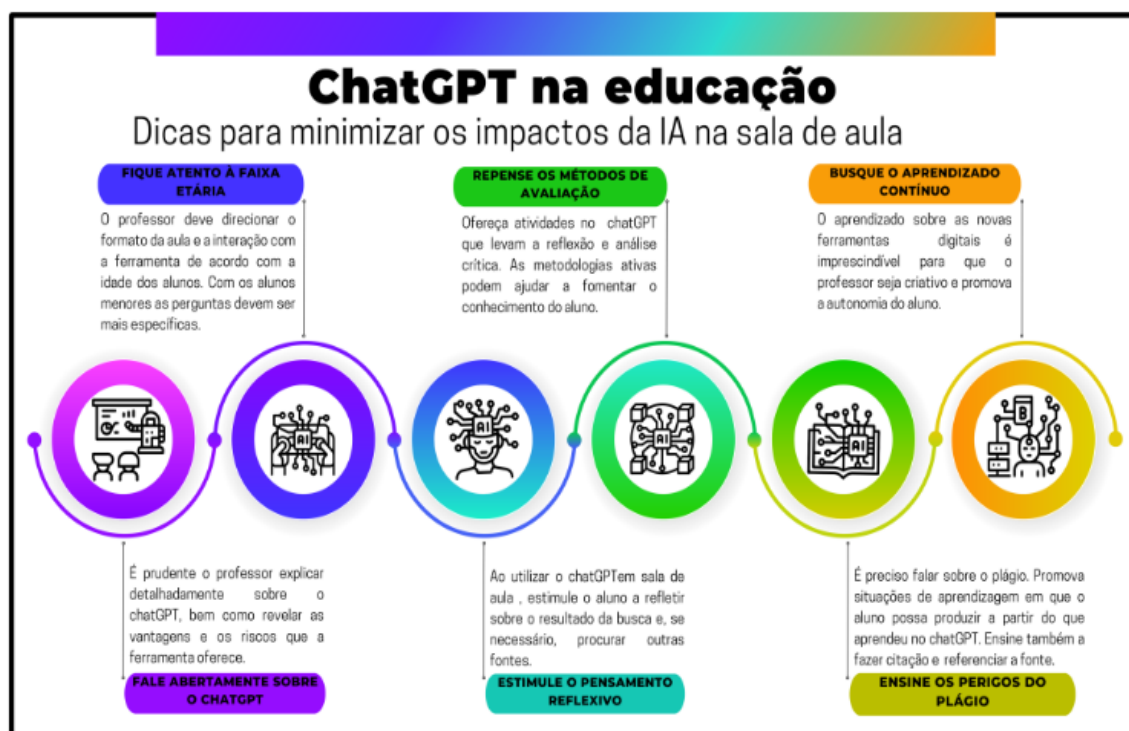 ChatGPT na educação
Dicas para minimizar os impactos da IA na sala de aula
FIQUE ATENTO À FAIXA
ETÁRIA
O professor deve direcionar o
formato da aula e a interação com
a ferramenta de acordo com a
idade dos alunos. Com os alunos
menores as perguntas devem ser
mais específicas.
REPENSE OS MÉTODOS DE
AVALIAÇÃO
Ofereça atividades no chatGPT
que levam a reflexão e análise
crítica. As metodologias ativas
podem ajudar a fomentar o
conhecimento do aluno.
BUSQUE O APRENDIZADO
CONTÍNUO
O aprendizado sobre as novas
ferramentas digitais é
imprescindível para que o
professor seja criativo e promova
a autonomia do aluno.
AI
AI
AI
AI
B
É prudente o professor explicar
detalhadamente sobre o
chatGPT, bem como revelar as
vantagens e os riscos que a
ferramenta oferece.
FALE ABERTAMENTE SOBRE
O CHATGPT
Ao utilizar o chatGPTem sala de
aula , estimule o aluno a refletir
sobre o resultado da busca e, se
necessário, procurar outras
fontes.
ESTIMULE O PENSAMENTO
REFLEXIVO
É preciso falar sobre o plágio. Promova
situações de aprendizagem em que o
aluno possa produzir a partir do que
aprendeu no chatGPT. Ensine também a
fazer citação e referenciar a fonte.
ENSINE OS PERIGOS DO
PLÁGIO